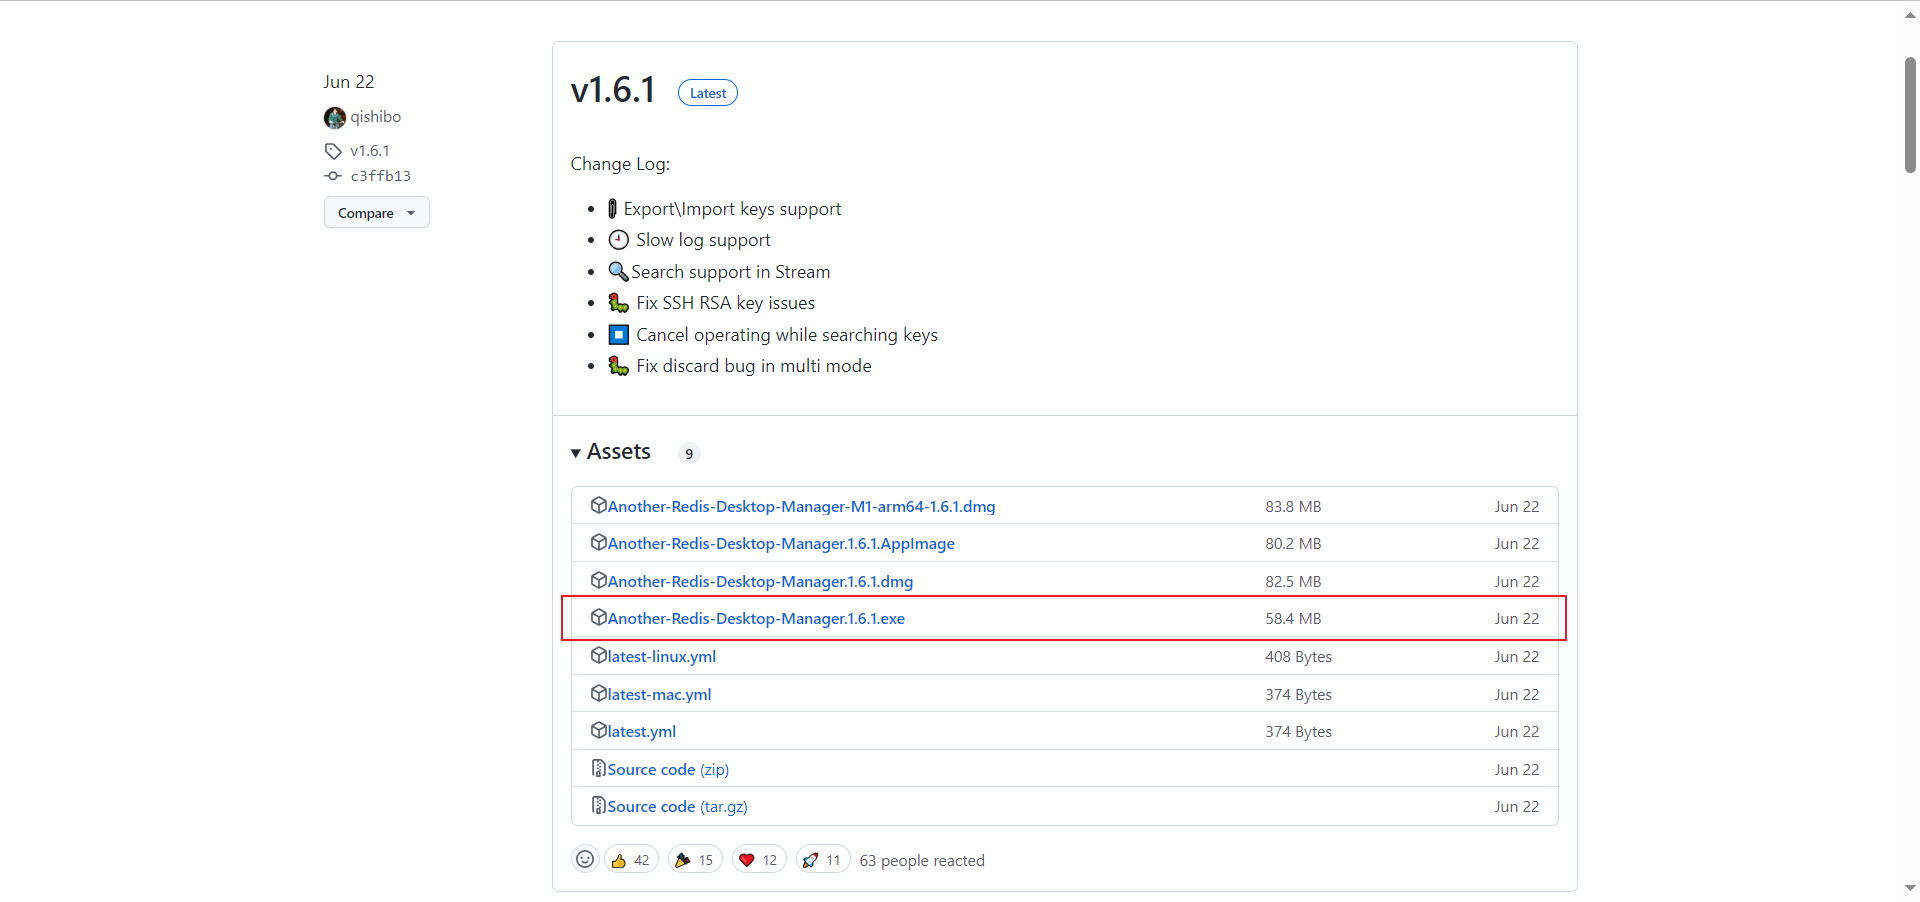 Jun 22
qishibo
v1.6.1
c3ffb13
Compare
v1.6.1 Latest
Change Log:
Export\Import keys support
Slow log support
Search support in Stream
Fix SSH RSA key issues
Cancel operating while searching keys
Fix discard bug in multi mode
Assets 9
Another-Redis-Desktop-Manager-M1-arm64-1.6.1.dmg 83.8 MB Jun 22
Another-Redis-Desktop-Manager.1.6.1.AppImage 80.2 MB Jun 22
Another-Redis-Desktop-Manager.1.6.1.dmg 82.5 MB Jun 22
Another-Redis-Desktop-Manager.1.6.1.exe 58.4 MB Jun 22
latest-linux.yml 408 Bytes Jun 22
latest-mac.yml 374 Bytes Jun 22
latest.yml 374 Bytes Jun 22
Source code (zip) Jun 22
Source code (tar.gz) Jun 22
42 15 12 11 63 people reacted